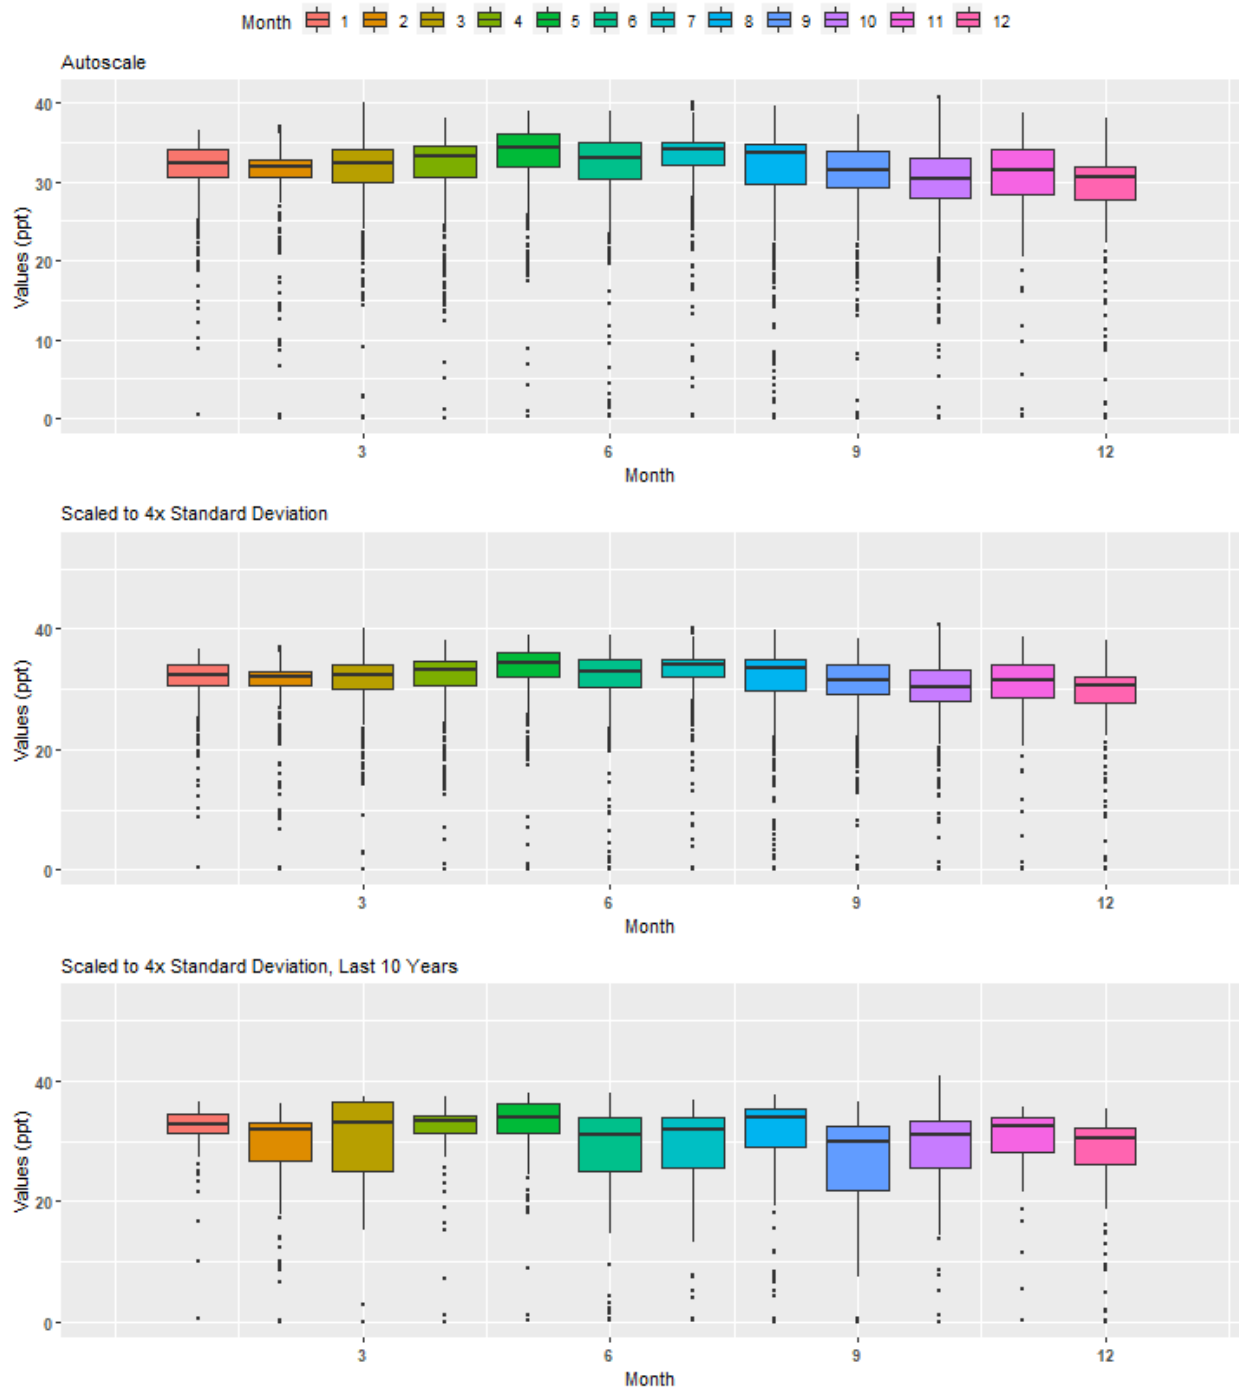 Month 1 2 3 4 5 6 7 8 9 10 11 12
Autoscale
Values (ppt)
40
30
20
10
0
3 6 9 12
Month
Scaled to 4x Standard Deviation
Values (ppt)
40
20
0
3 6 9 12
Month
Scaled to 4x Standard Deviation, Last 10 Years
Values (ppt)
40
20
0
3 6 9 12
Month